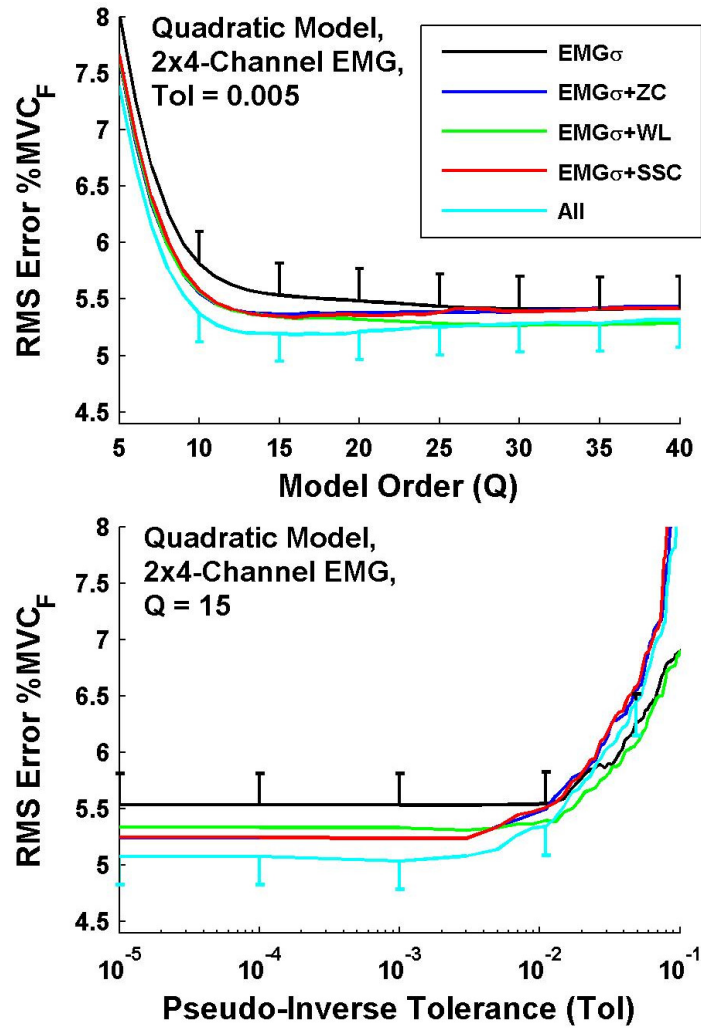 Quadratic Model,
2x4-Channel EMG,
Tol = 0.005
EMGσ
EMGσ+ZC
EMGσ+WL
EMGσ+SSC
All
RMS Error %MVC_F
8
7.5
7
6.5
6
5.5
5
4.5
5 10 15 20 25 30 35 40
Model Order (Q)
Quadratic Model,
2x4-Channel EMG,
Q = 15
RMS Error %MVC_F
8
7.5
7
6.5
6
5.5
5
4.5
10^-5 10^-4 10^-3 10^-2 10^-1
Pseudo-Inverse Tolerance (Tol)